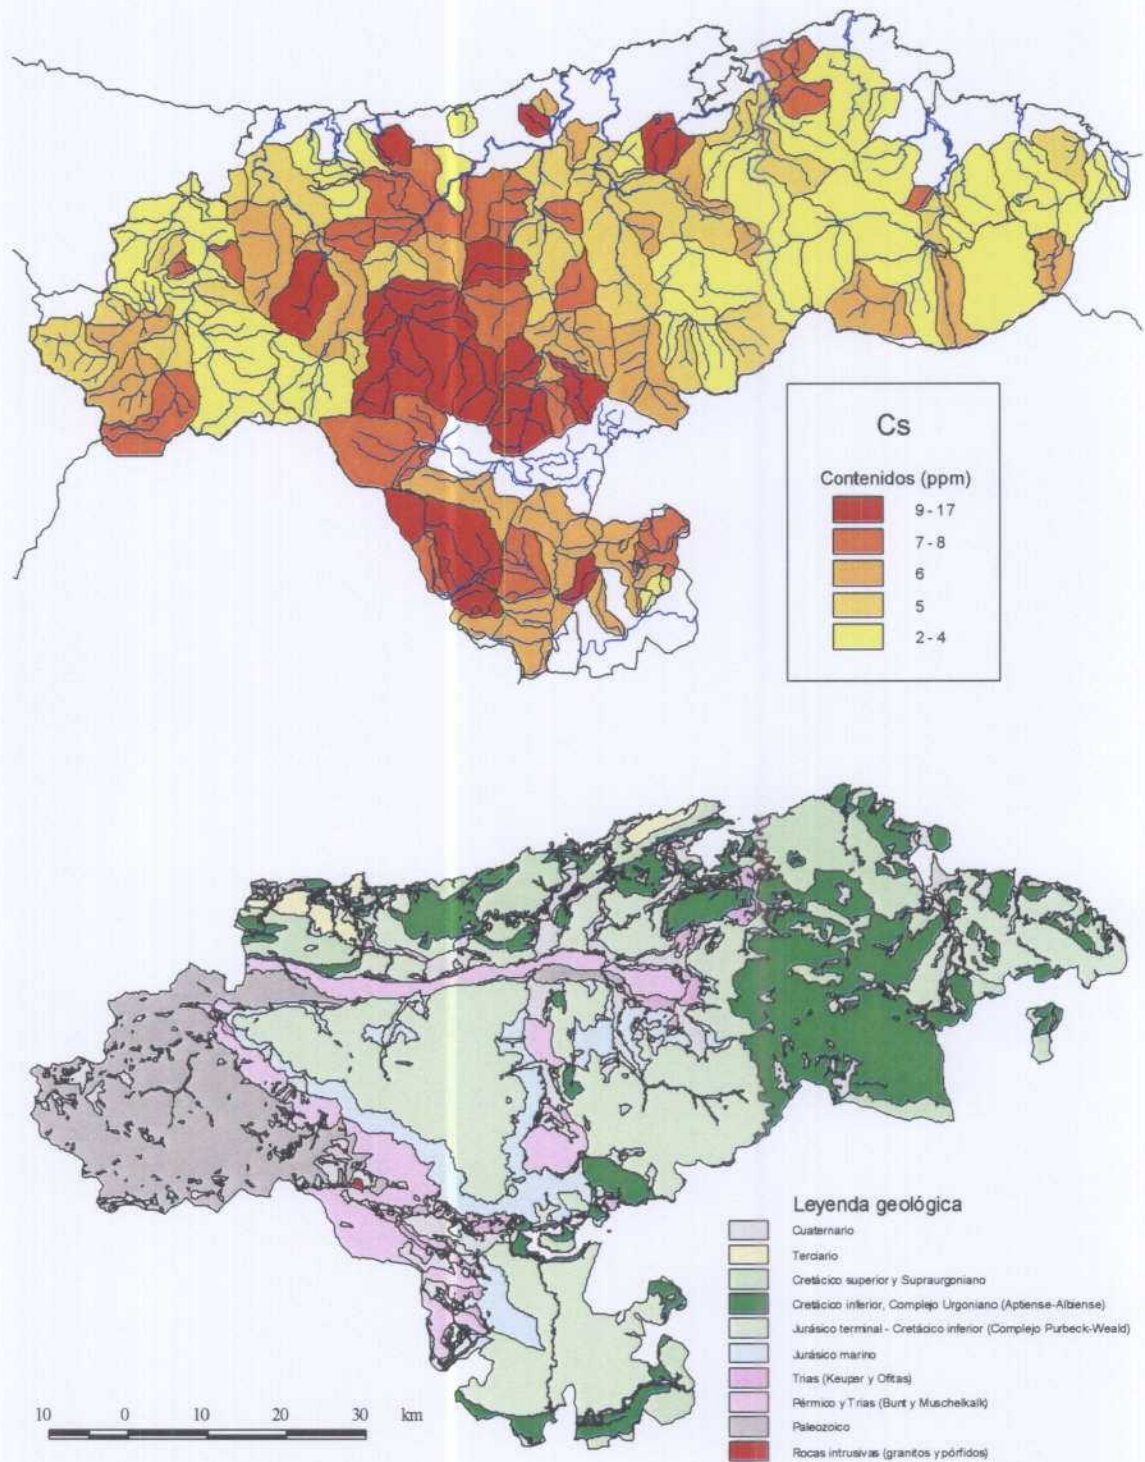 Cs
Contenidos (ppm)
9 - 17
7 - 8
6
5
2 - 4
Leyenda geológica
Cuaternario
Terciario
Cretácico superior y Supraurgoniano
Cretácico inferior, Complejo Urgoniano (Aptiense-Albiense)
Jurásico terminal - Cretácico inferior (Complejo Purbeck-Weald)
Jurásico marino
Trias (Keuper y Ofitas)
Pérmico y Trias (Bunt y Muschelkalk)
Paleozoico
Rocas intrusivas (granitos y pórfidos)
10 0 10 20 30 km